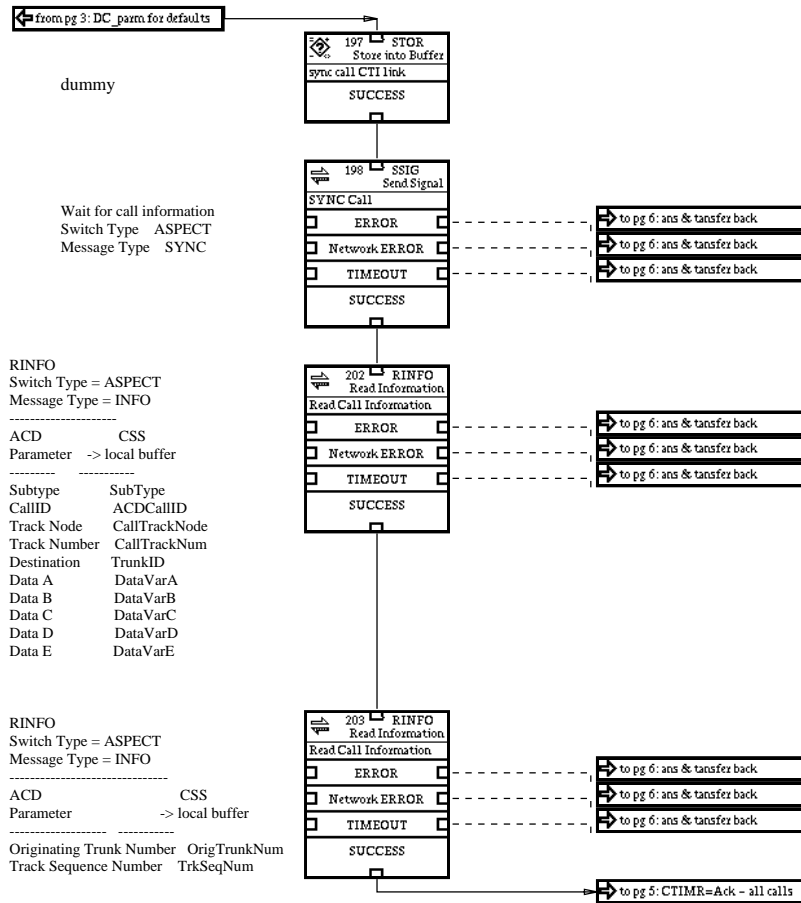 from pg 3: DC_parm for defaults
197 STOR
Store into Buffer
sync call CTI link
SUCCESS
dummy
198 SSIG
Send Signal
SYNC Call
ERROR
Network ERROR
TIMEOUT
SUCCESS
to pg 6: ans & tansfer back
to pg 6: ans & tansfer back
to pg 6: ans & tansfer back
Wait for call information
Switch Type ASPECT
Message Type SYNC
202 RINFO
Read Information
Read Call Information
ERROR
Network ERROR
TIMEOUT
SUCCESS
to pg 6: ans & tansfer back
to pg 6: ans & tansfer back
to pg 6: ans & tansfer back
RINFO
Switch Type = ASPECT
Message Type = INFO
---------------------
ACD CSS
Parameter -> local buffer
--------- -----------
Subtype SubType
CallID ACDCallID
Track Node CallTrackNode
Track Number CallTrackNum
Destination TrunkID
Data A DataVarA
Data B DataVarB
Data C DataVarC
Data D DataVarD
Data E DataVarE
203 RINFO
Read Information
Read Call Information
ERROR
Network ERROR
TIMEOUT
SUCCESS
to pg 6: ans & tansfer back
to pg 6: ans & tansfer back
to pg 6: ans & tansfer back
to pg 5: CTIMR=Ack - all calls
RINFO
Switch Type = ASPECT
Message Type = INFO
-------------------------------
ACD CSS
Parameter -> local buffer
------------------- -----------
Originating Trunk Number OrigTrunkNum
Track Sequence Number TrkSeqNum